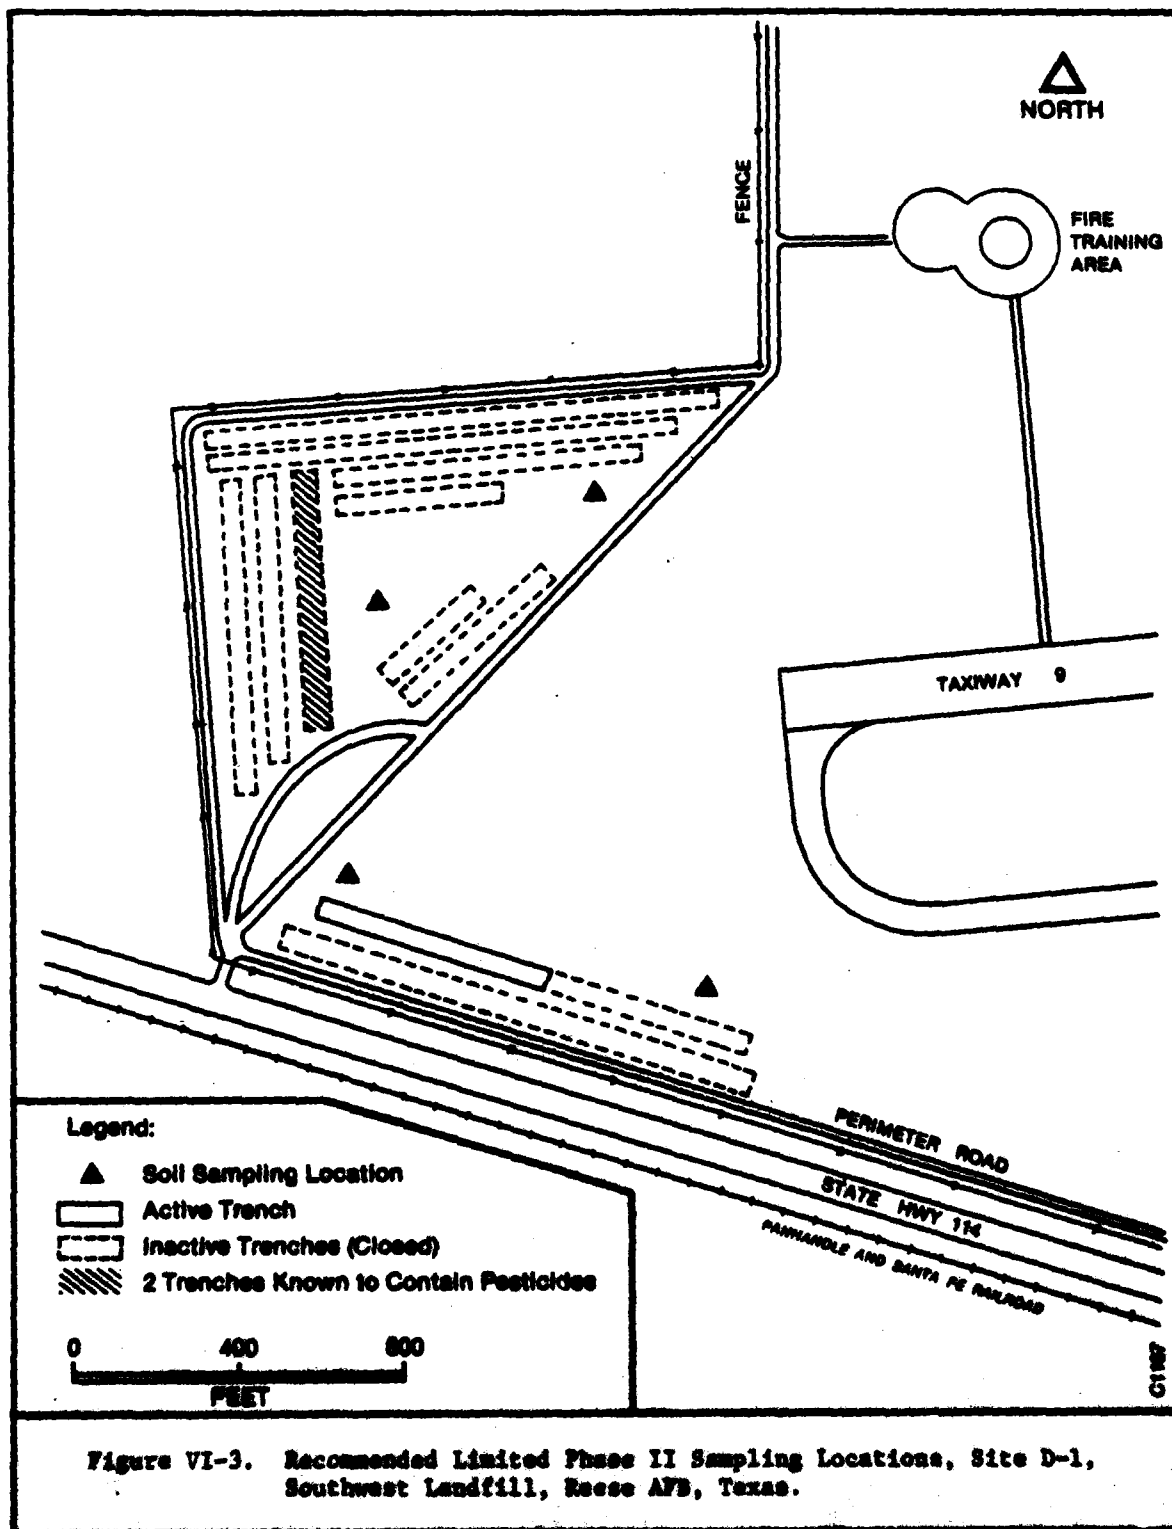 NORTH
FENCE
FIRE
TRAINING
AREA
TAXIWAY 9
PERIMETER ROAD
STATE HWY 114
PANHANDLE AND SANTA FE RAILROAD
Legend:
Soil Sampling Location
Active Trench
Inactive Trenches (Closed)
2 Trenches Known to Contain Pesticides
0 400 800
FEET
Figure VI-3. Recommended Limited Phase II Sampling Locations, Site D-1,
Southwest Landfill, Reese AFB, Texas.